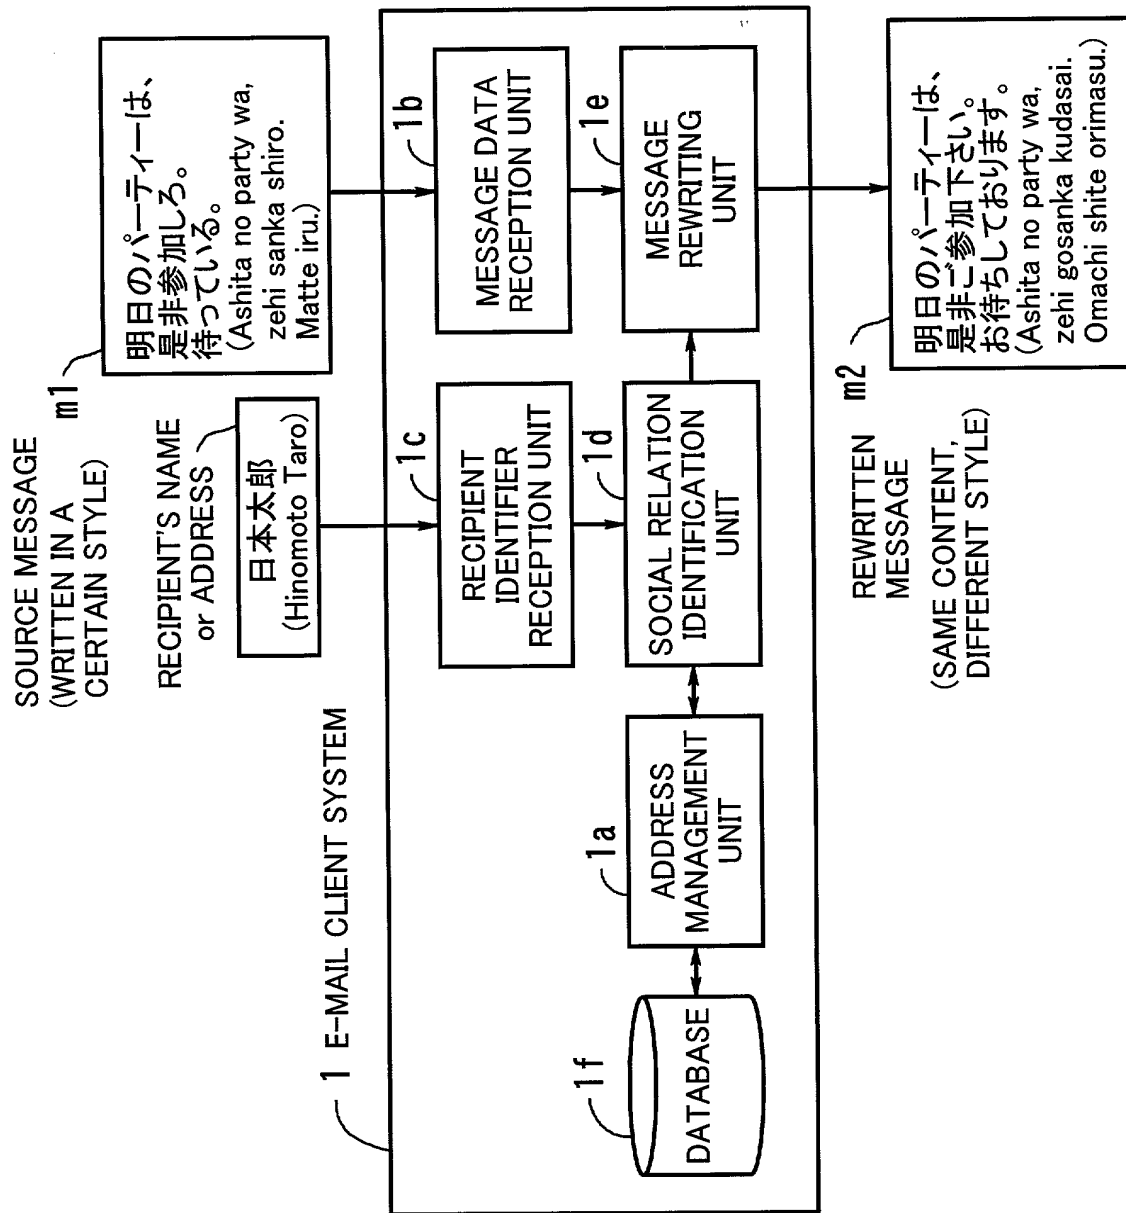 SOURCE MESSAGE
(WRITTEN IN A
CERTAIN STYLE)
m1
明日のパーティーは、
是非参加しろ。
待っている。
(Ashita no party wa,
zehi sanka shiro.
Matte iru.)
RECIPIENT'S NAME
or ADDRESS
日本太郎
(Hinomoto Taro)
1 E-MAIL CLIENT SYSTEM
1c
RECIPIENT
IDENTIFIER
RECEPTION UNIT
1b
MESSAGE DATA
RECEPTION UNIT
1f
DATABASE
1a
ADDRESS
MANAGEMENT
UNIT
1d
SOCIAL RELATION
IDENTIFICATION
UNIT
1e
MESSAGE
REWRITING
UNIT
REWRITTEN
MESSAGE
(SAME CONTENT,
DIFFERENT STYLE)
m2
明日のパーティーは、
是非ご参加下さい。
お待ちしております。
(Ashita no party wa,
zehi gosanka kudasai.
Omachi shite orimasu.)